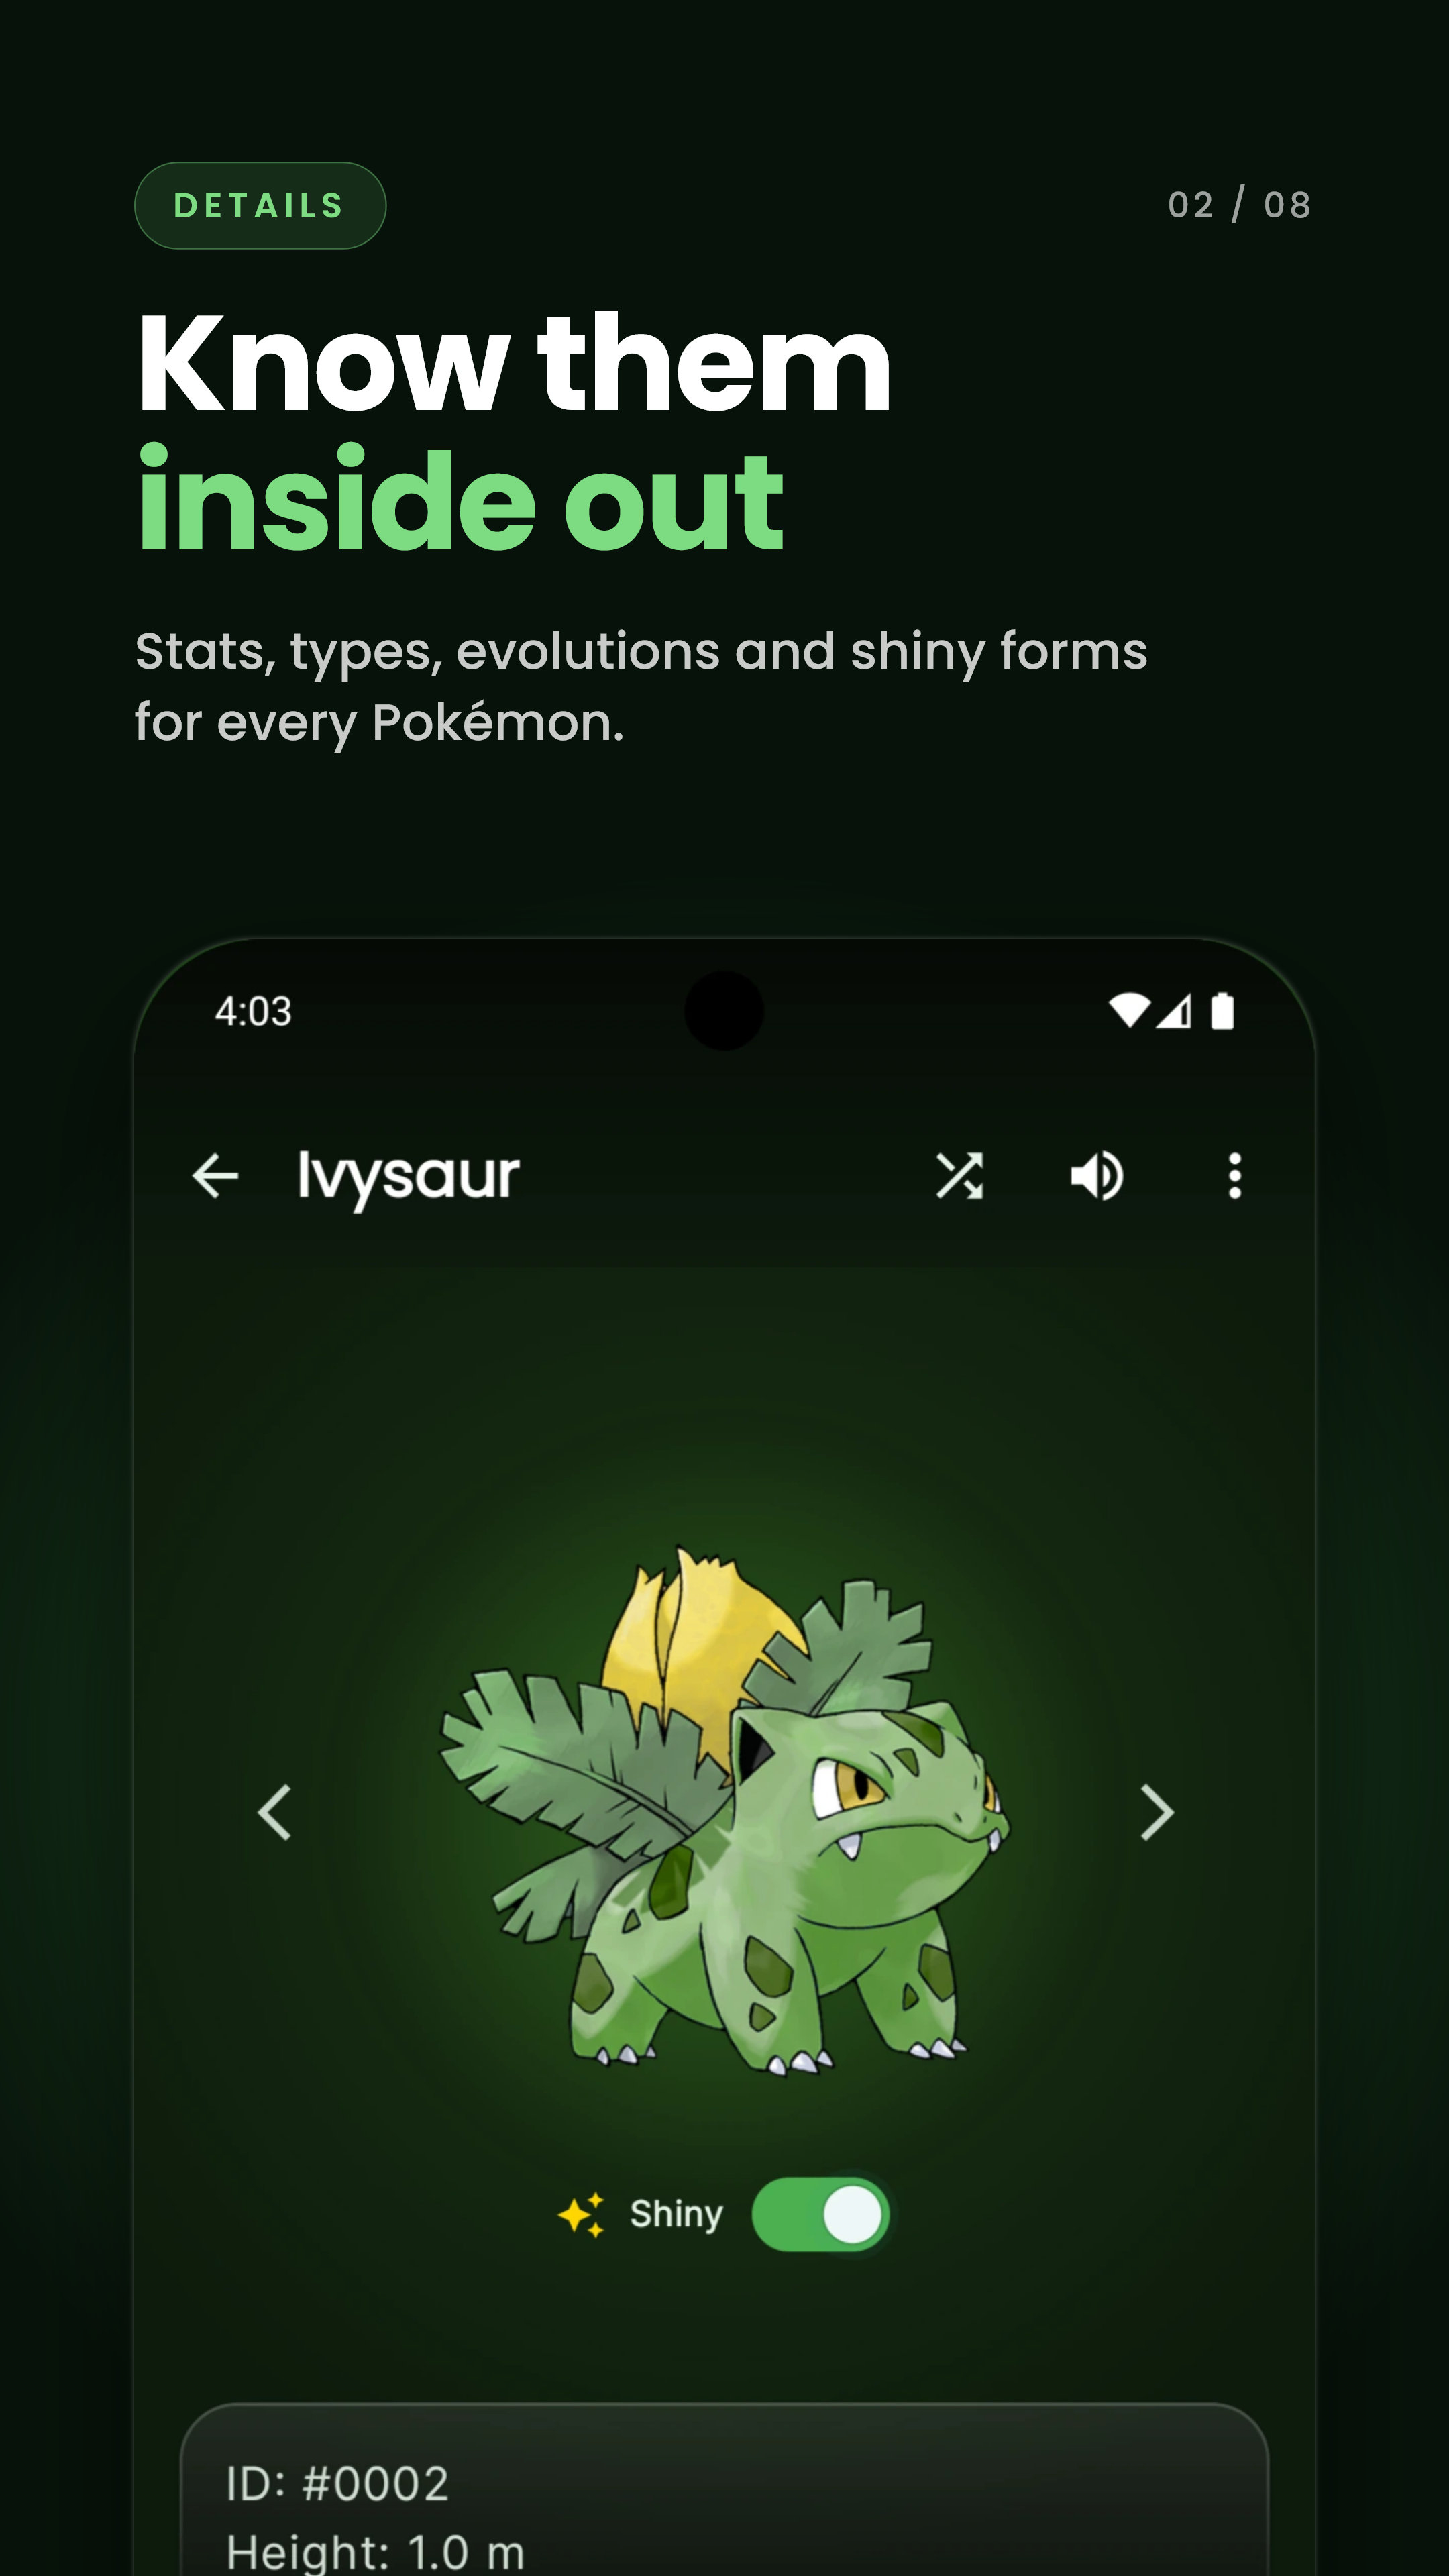 DETAILS
02 / 08
Know them
inside out
Stats, types, evolutions and shiny forms
for every Pokémon.
4:03
Ivysaur
Shiny
ID: #0002
Height: 1.0 m